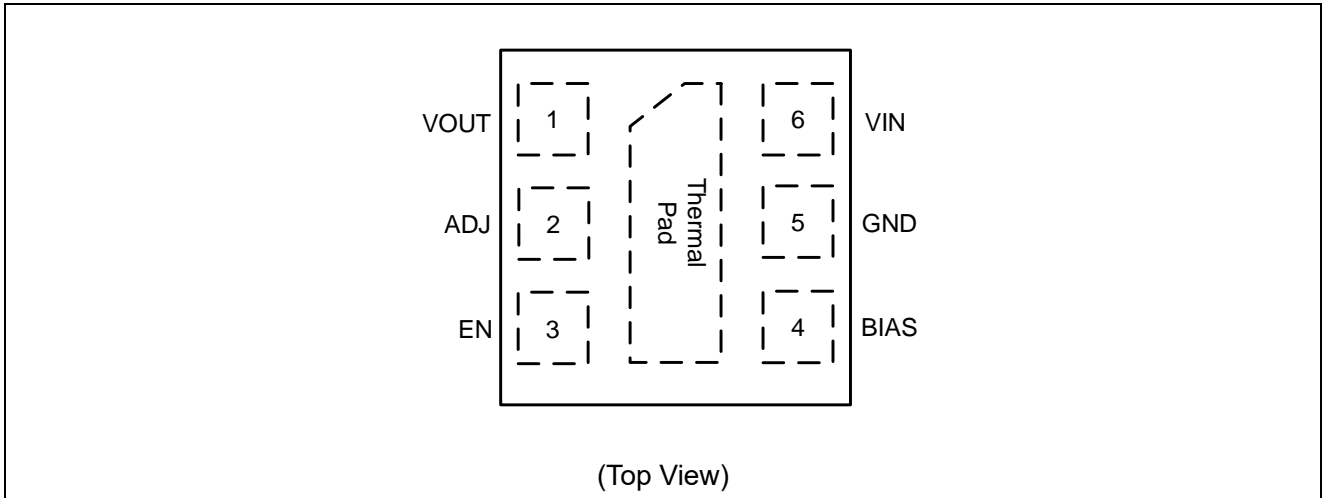 VOUT 1 6 VIN
ADJ 2 Thermal 5 GND
Pad
EN 3 4 BIAS
(Top View)